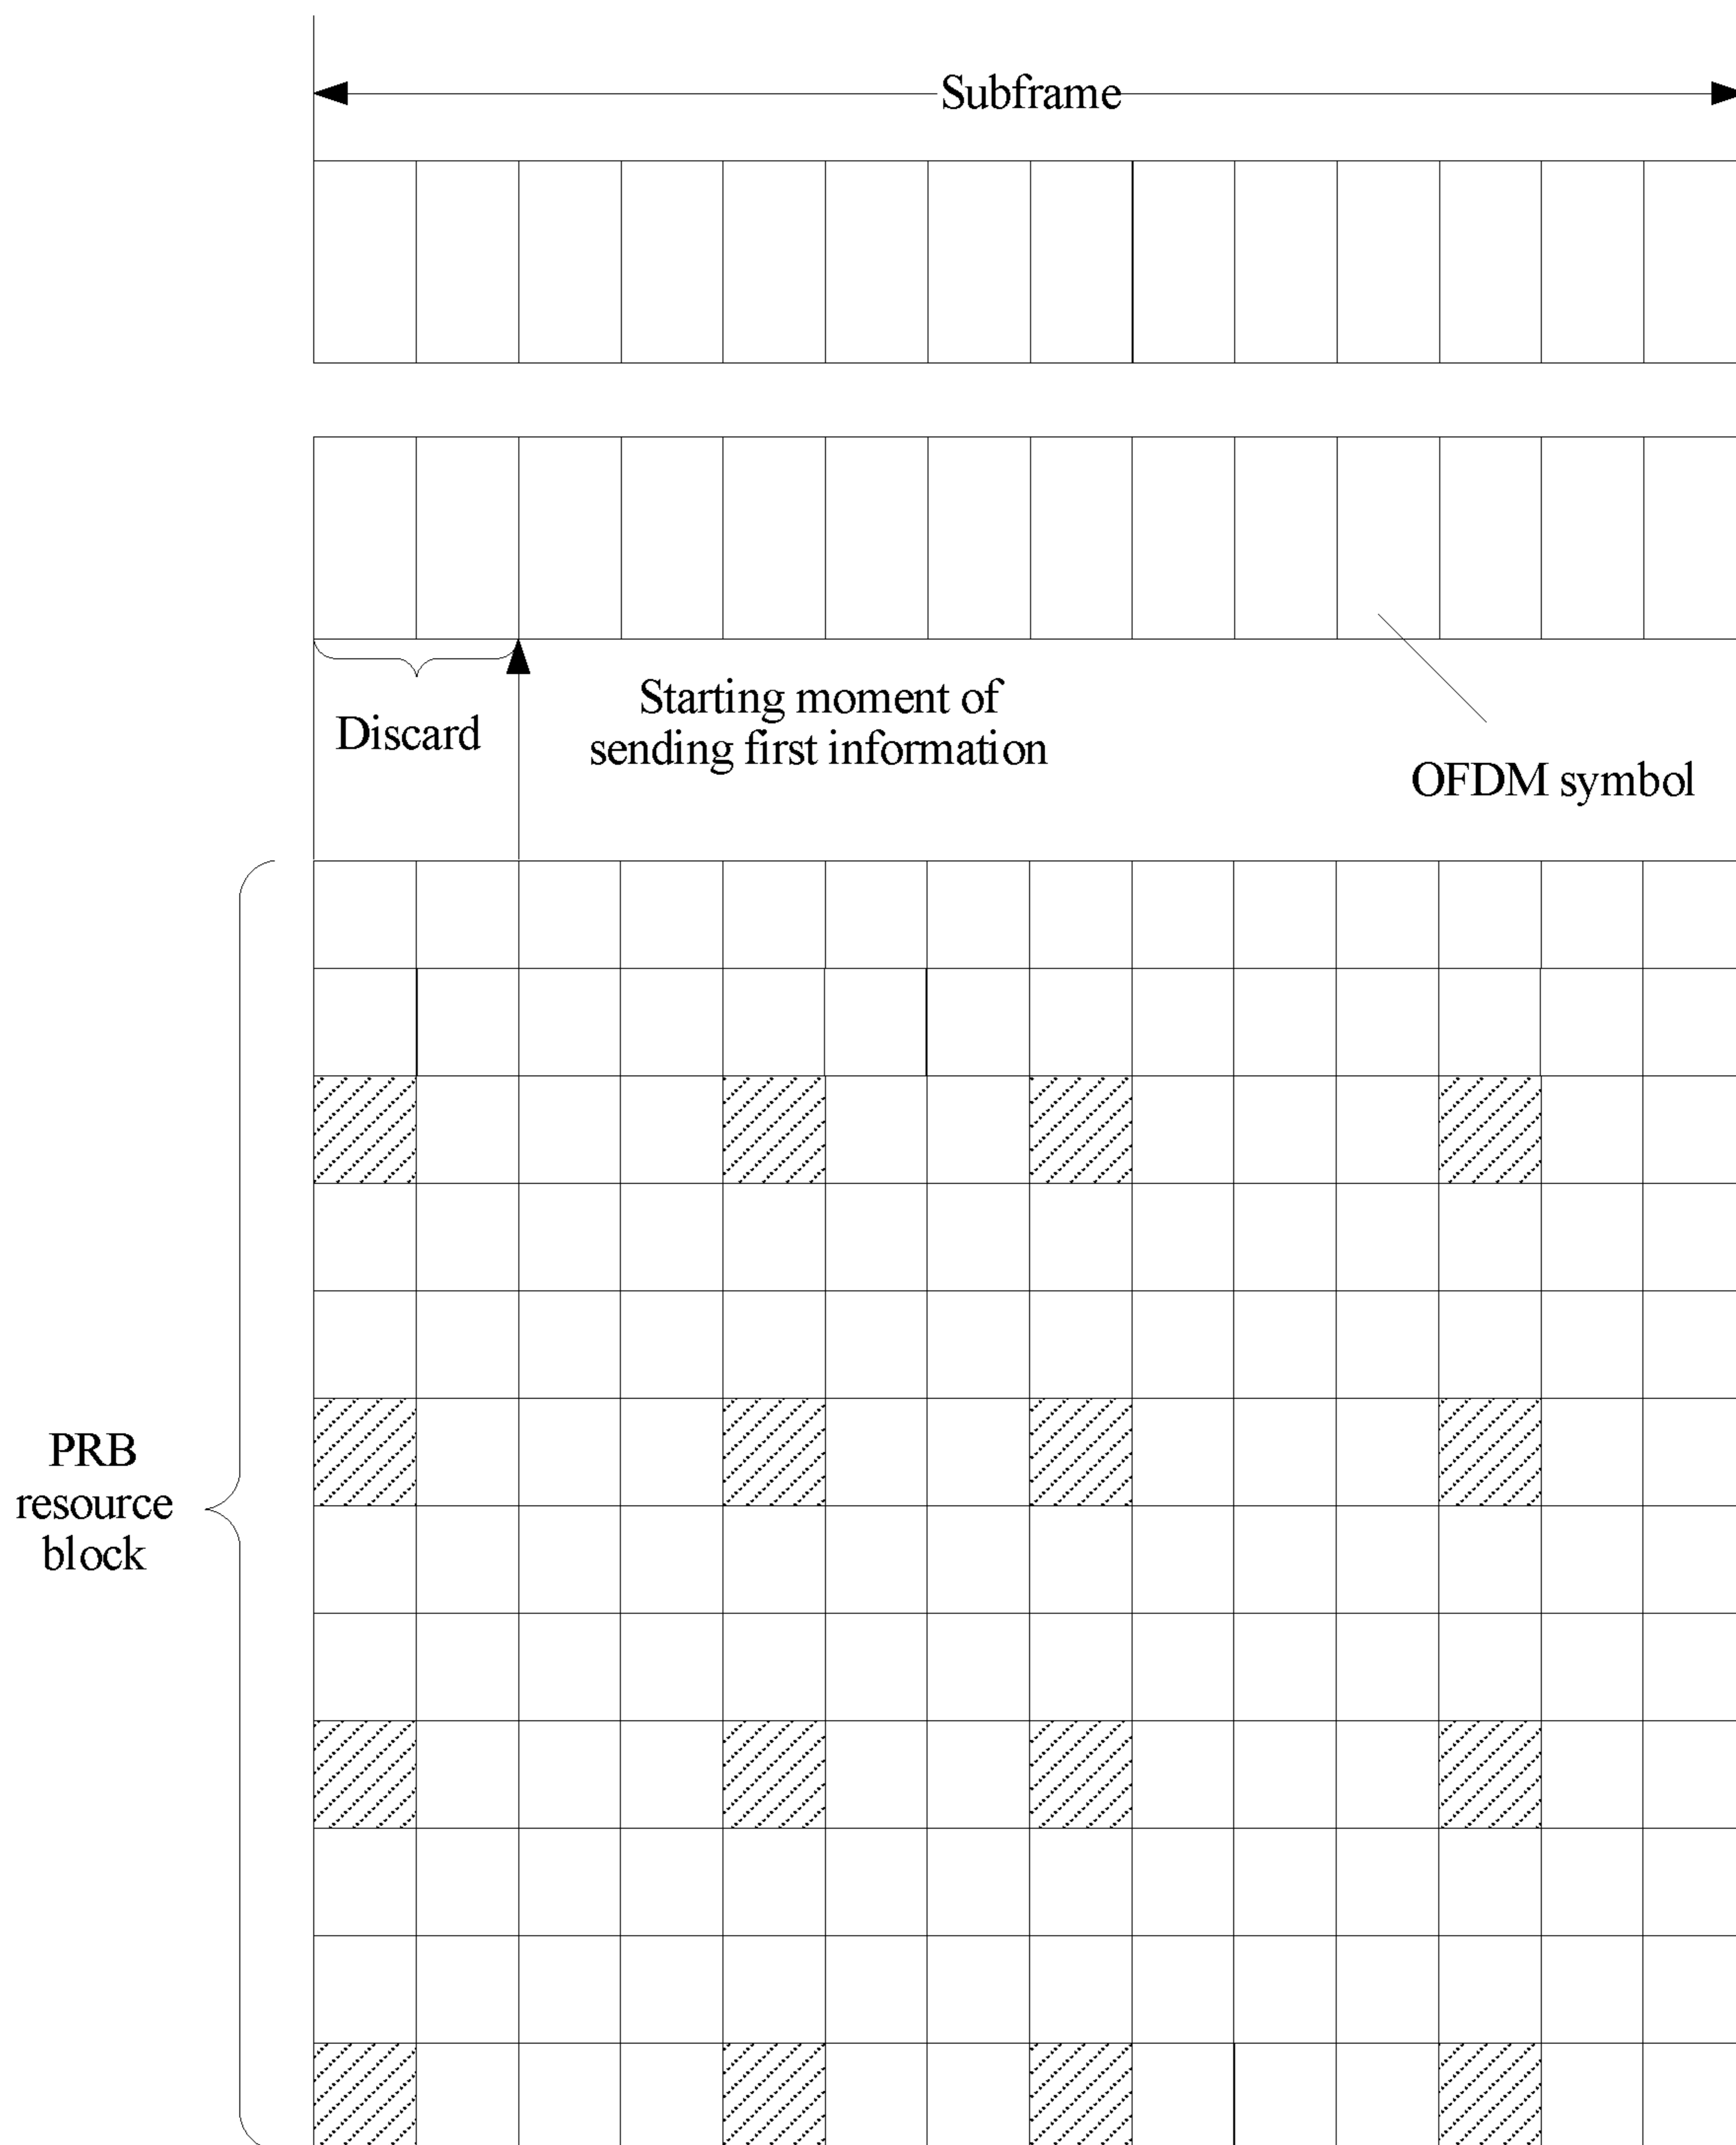 Subframe
Discard
Starting moment of
sending first information
OFDM symbol
PRB
resource
block